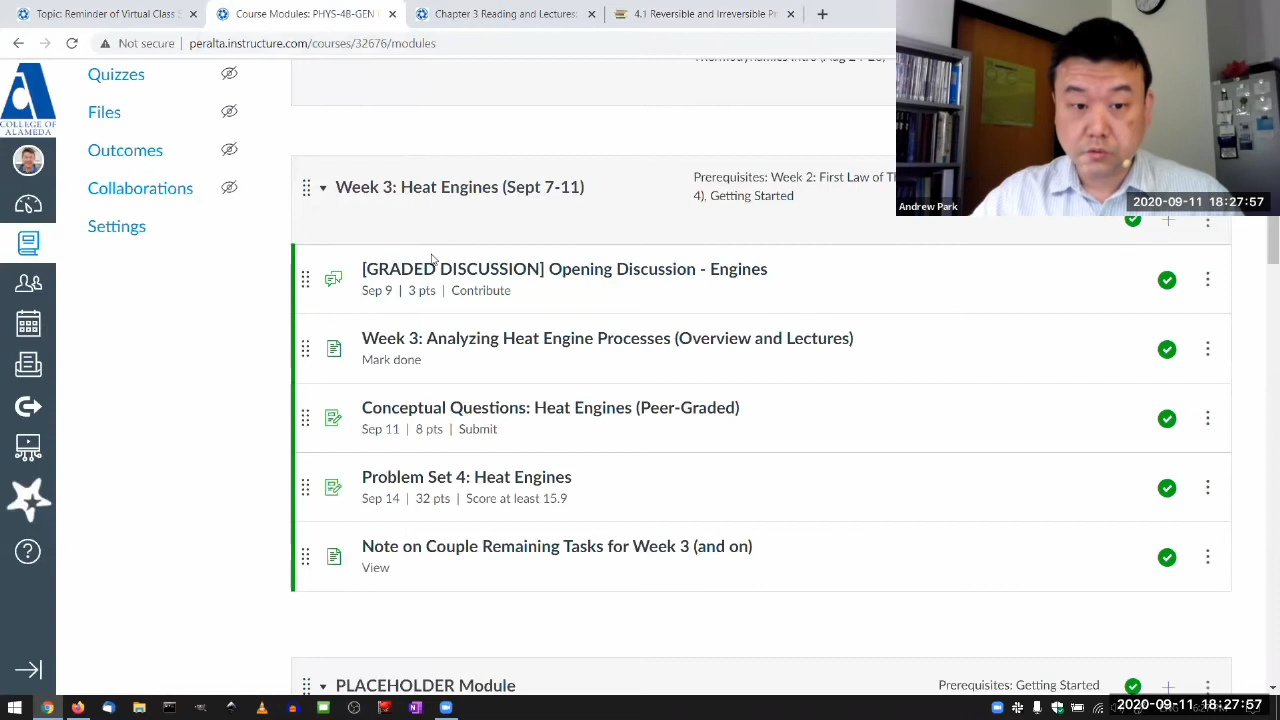 Topics of Virtual Class
Course Modules: PHYS-4B-GEN
Chapter 3 Reading and Lectures:
4.1 Reversible and Irreversible Pr
Not secure | peralta.instructure.com/courses/32676/modules
COLLEGE OF
ALAMEDA
Quizzes
Files
Outcomes
Collaborations
Settings
Week 3: Heat Engines (Sept 7-11)
Prerequisites: Week 2: First Law of Th
4), Getting Started
[GRADED DISCUSSION] Opening Discussion - Engines
Sep 9 | 3 pts | Contribute
Week 3: Analyzing Heat Engine Processes (Overview and Lectures)
Mark done
Conceptual Questions: Heat Engines (Peer-Graded)
Sep 11 | 8 pts | Submit
Problem Set 4: Heat Engines
Sep 14 | 32 pts | Score at least 15.9
Note on Couple Remaining Tasks for Week 3 (and on)
View
PLACEHOLDER Module
Prerequisites: Getting Started
Andrew Park
2020-09-11 18:27:57
2020-09-11 18:27:57